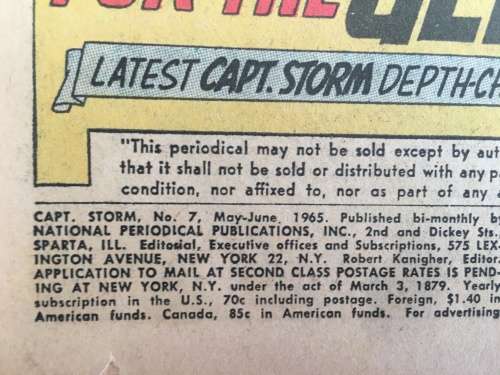 FOR THE
LATEST CAPT. STORM DEPTH-CH
"This periodical may not be sold except by aut
that it shall not be sold or distributed with any p
condition, nor affixed to, nor as part of any
CAPT. STORM, No. 7, May-June, 1965. Published bi-monthly by
NATIONAL PERIODICAL PUBLICATIONS, INC., 2nd and Dickey Sts.,
SPARTA, ILL. Editorial, Executive offices and Subscriptions, 575 LEX-
INGTON AVENUE, NEW YORK 22, N.Y. Robert Kanigher, Editor.
APPLICATION TO MAIL AT SECOND CLASS POSTAGE RATES IS PEND-
ING AT NEW YORK, N.Y. under the act of March 3, 1879. Yearly
subscription in the U.S., 70c including postage. Foreign, $1.40 in
American funds. Canada, 85c in American funds. For advertising